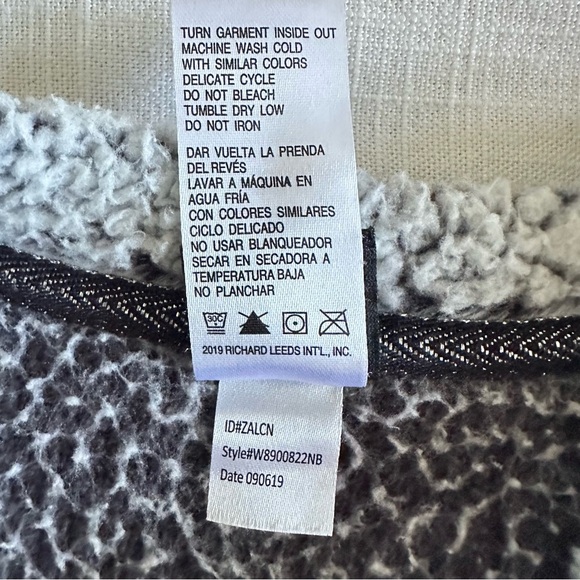 TURN GARMENT INSIDE OUT
MACHINE WASH COLD
WITH SIMILAR COLORS
DELICATE CYCLE
DO NOT BLEACH
TUMBLE DRY LOW
DO NOT IRON
DAR VUELTA LA PRENDA
DEL REVÉS
LAVAR A MÁQUINA EN
AGUA FRÍA
CON COLORES SIMILARES
CICLO DELICADO
NO USAR BLANQUEADOR
SECAR EN SECADORA A
TEMPERATURA BAJA
NO PLANCHAR
30C
2019 RICHARD LEEDS INT'L., INC.
ID#ZALCN
Style#W8900822NB
Date 090619